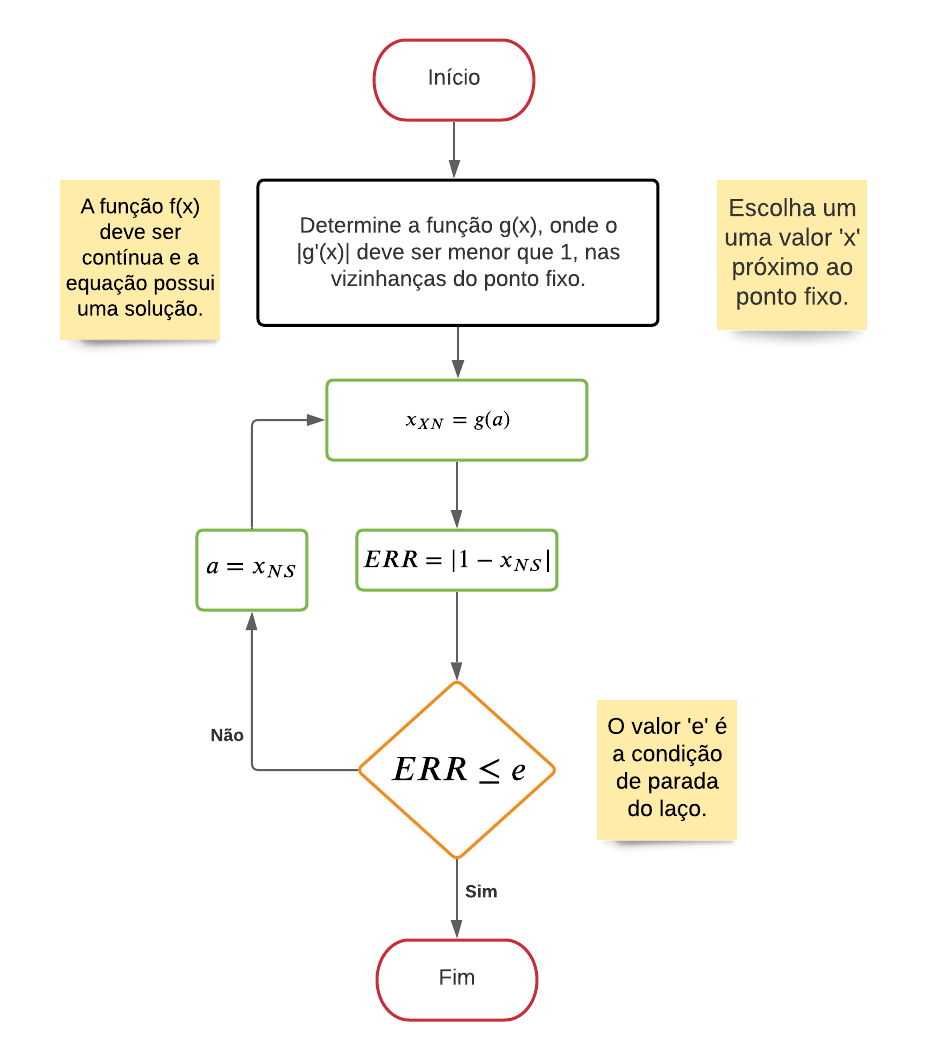 Início
A função f(x)
deve ser
contínua e a
equação possui
uma solução.
Determine a função g(x), onde o
|g'(x)| deve ser menor que 1, nas
vizinhanças do ponto fixo.
Escolha um
uma valor 'x'
próximo ao
ponto fixo.
x_{XN} = g(a)
a = x_{NS}
ERR = |1 − x_{NS}|
Não
ERR ≤ e
O valor 'e' é
a condição
de parada
do laço.
Sim
Fim